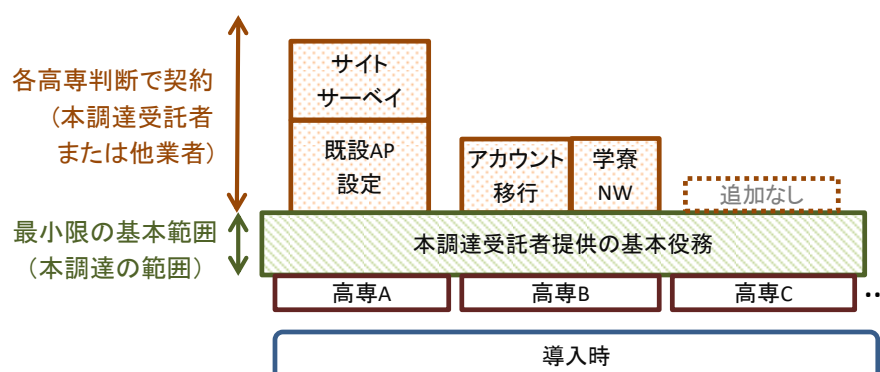 各高専判断で契約
(本調達受託者
または他業者)
サイト
サーベイ
既設AP
設定
アカウント
移行
学寮
NW
追加なし
最小限の基本範囲
(本調達の範囲)
本調達受託者提供の基本役務
高専A
高専B
高専C
‥
導入時